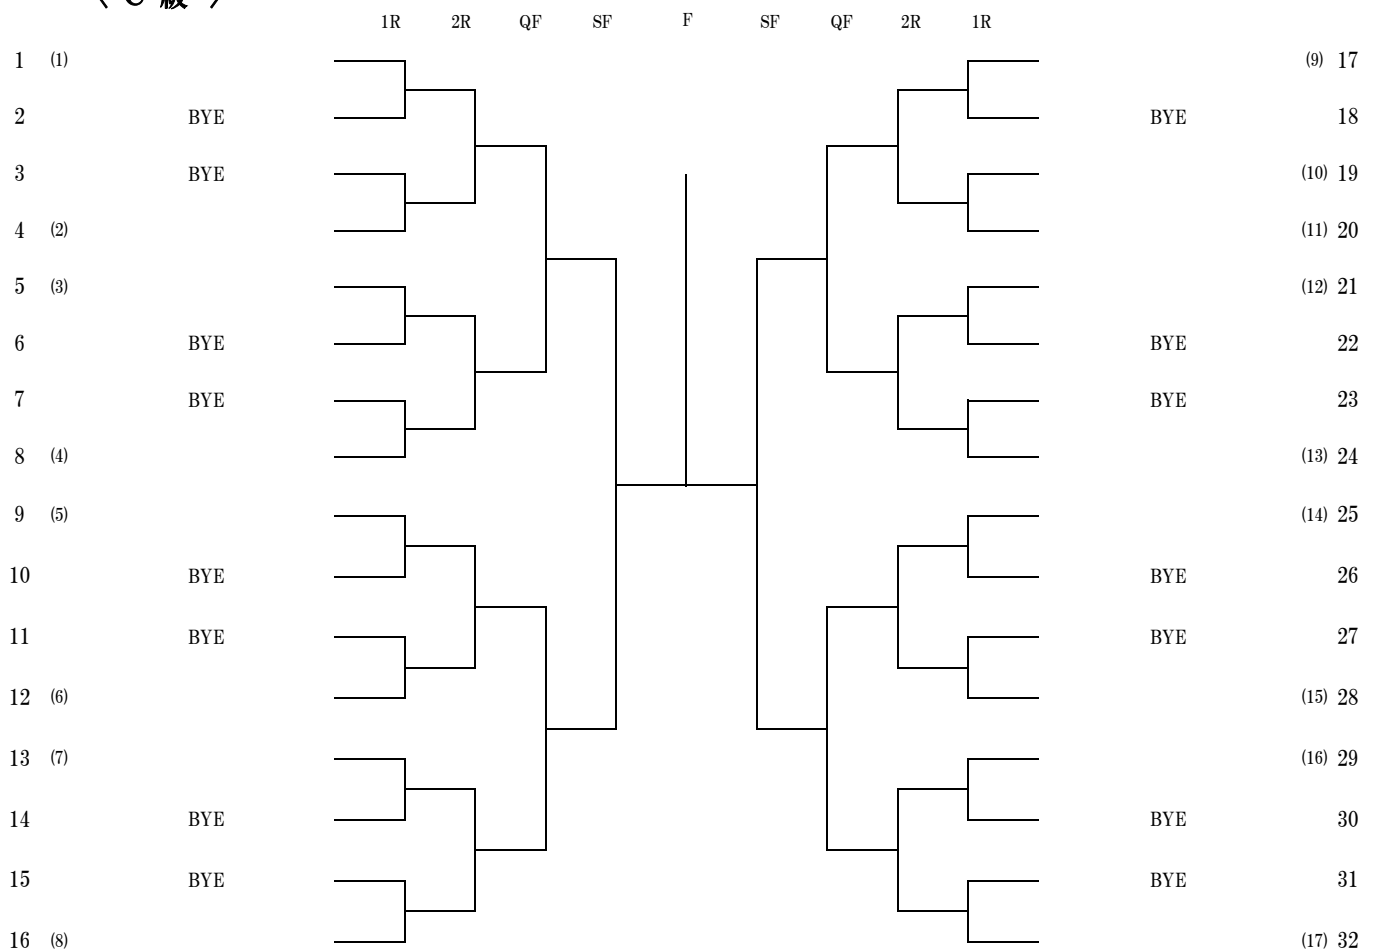 ( C 級 )
1R 2R QF SF F SF QF 2R 1R
1 (1) (9) 17
2 BYE BYE 18
3 BYE (10) 19
4 (2) (11) 20
5 (3) (12) 21
6 BYE BYE 22
7 BYE BYE 23
8 (4) (13) 24
9 (5) (14) 25
10 BYE BYE 26
11 BYE BYE 27
12 (6) (15) 28
13 (7) (16) 29
14 BYE BYE 30
15 BYE BYE 31
16 (8) (17) 32